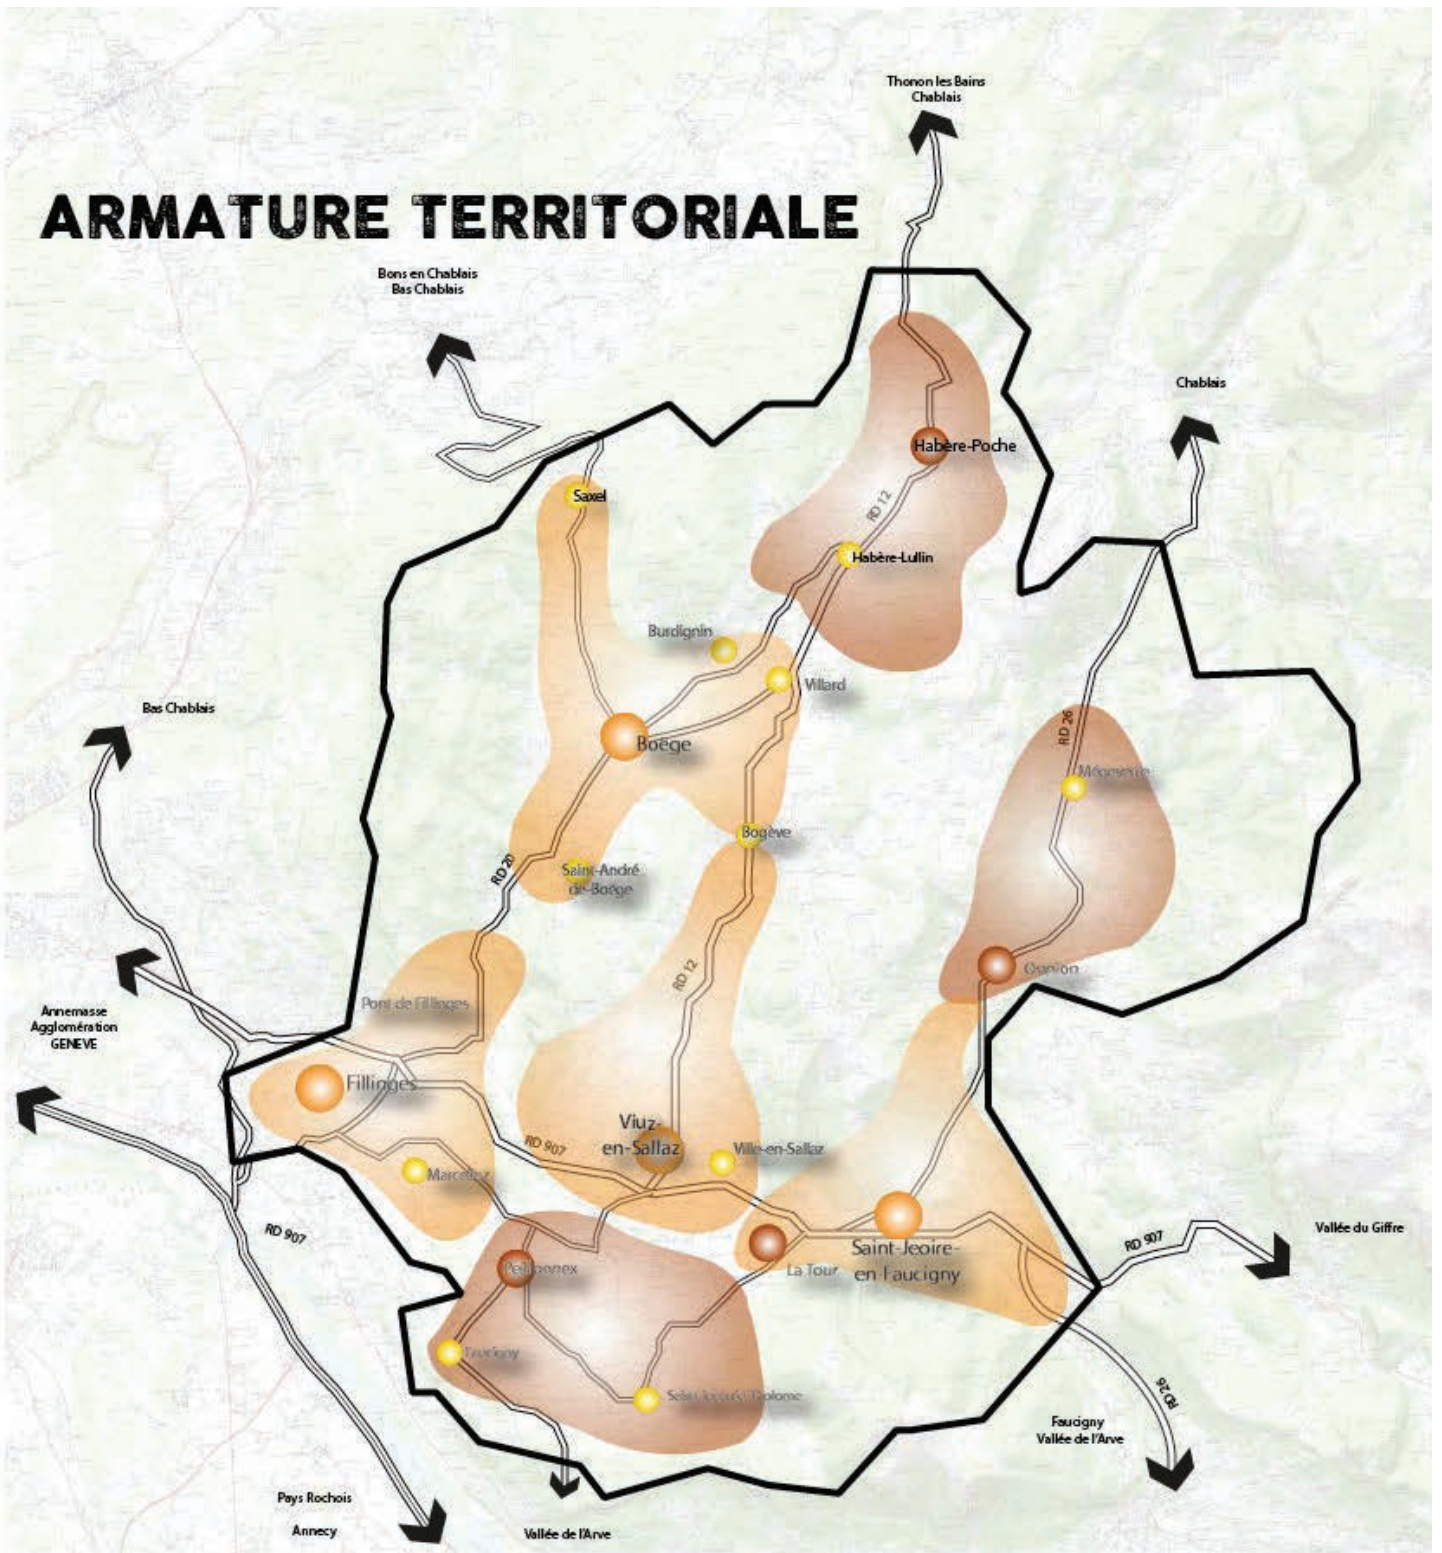 Thonon les Bains
Chablais
ARMATURE TERRITORIALE
Bons en Chablais
Bas Chablais
Chablais
Habère-Poche
Saxel
RD 12
Habère-Lullin
Burdignin
Villard
Bas Chablais
RD 26
Boëge
Bogève
Saint-André
de-Boëge
RD 20
Onnion
RD 12
Pont de Fillinges
Annemasse
Agglomération
GENEVE
Fillinges
Viuz-
en-Sallaz
RD 907
Ville-en-Sallaz
Marcellaz
RD 907
RD 907
Vallée du Giffre
Saint-Jeoire-
en-Faucigny
La Tour
Peillonnex
Faucigny
RD 26
Faucigny
Vallée de l'Arve
Pays Rochois
Annecy
Vallée de l'Arve